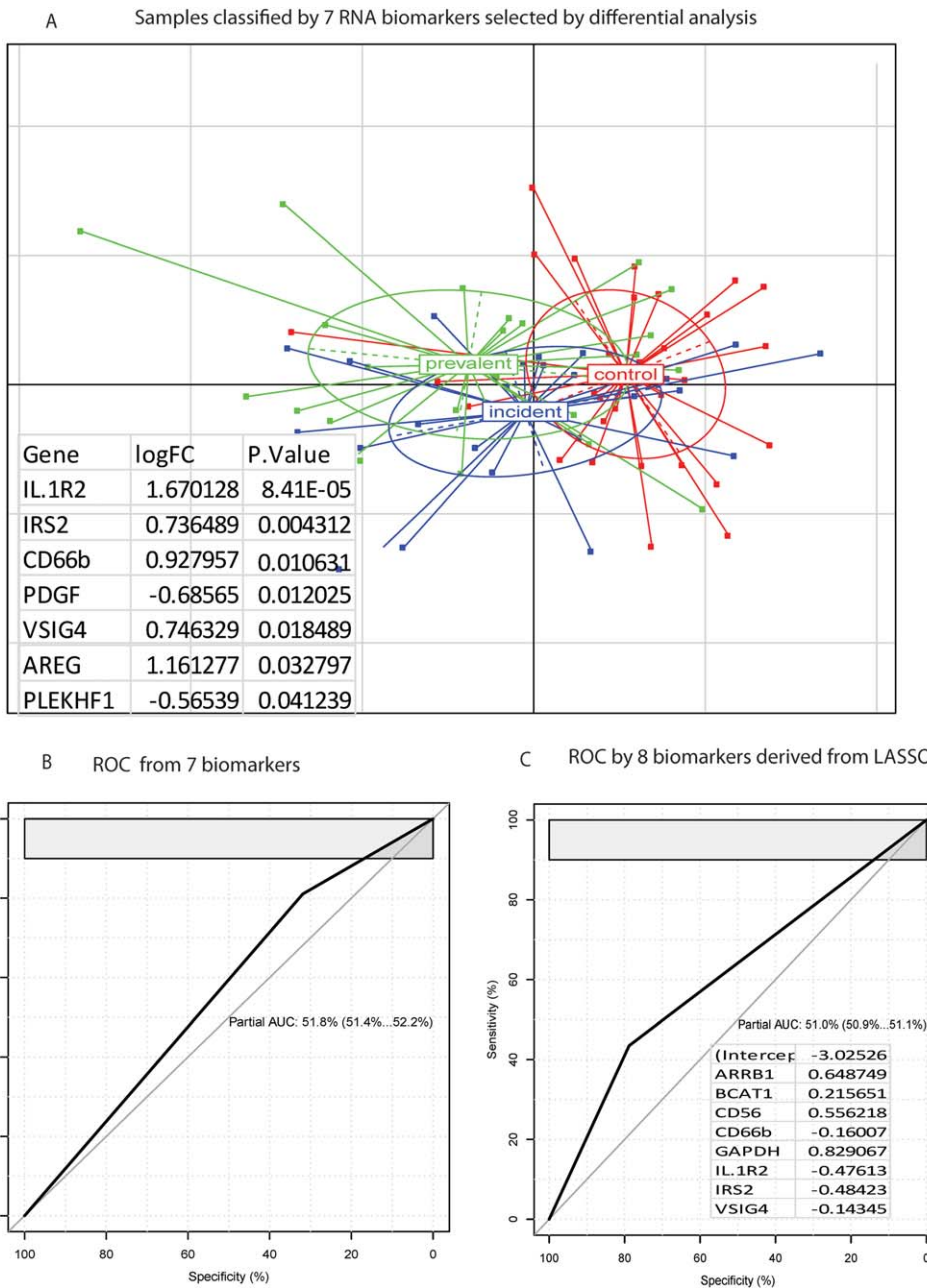 A
Samples classified by 7 RNA biomarkers selected by differential analysis
prevalent
control
incident
Gene logFC P.Value
IL.1R2 1.670128 8.41E-05
IRS2 0.736489 0.004312
CD66b 0.927957 0.010631
PDGF -0.68565 0.012025
VSIG4 0.746329 0.018489
AREG 1.161277 0.032797
PLEKHF1 -0.56539 0.041239
B
ROC from 7 biomarkers
Partial AUC: 51.8% (51.4%...52.2%)
100 80 60 40 20 0
Specificity (%)
C
ROC by 8 biomarkers derived from LASSO
100
80
60
40
20
0
Sensitivity (%)
Partial AUC: 51.0% (50.9%...51.1%)
(Intercep -3.02526
ARRB1 0.648749
BCAT1 0.215651
CD56 0.556218
CD66b -0.16007
GAPDH 0.829067
IL.1R2 -0.47613
IRS2 -0.48423
VSIG4 -0.14345
100 80 60 40 20 0
Specificity (%)